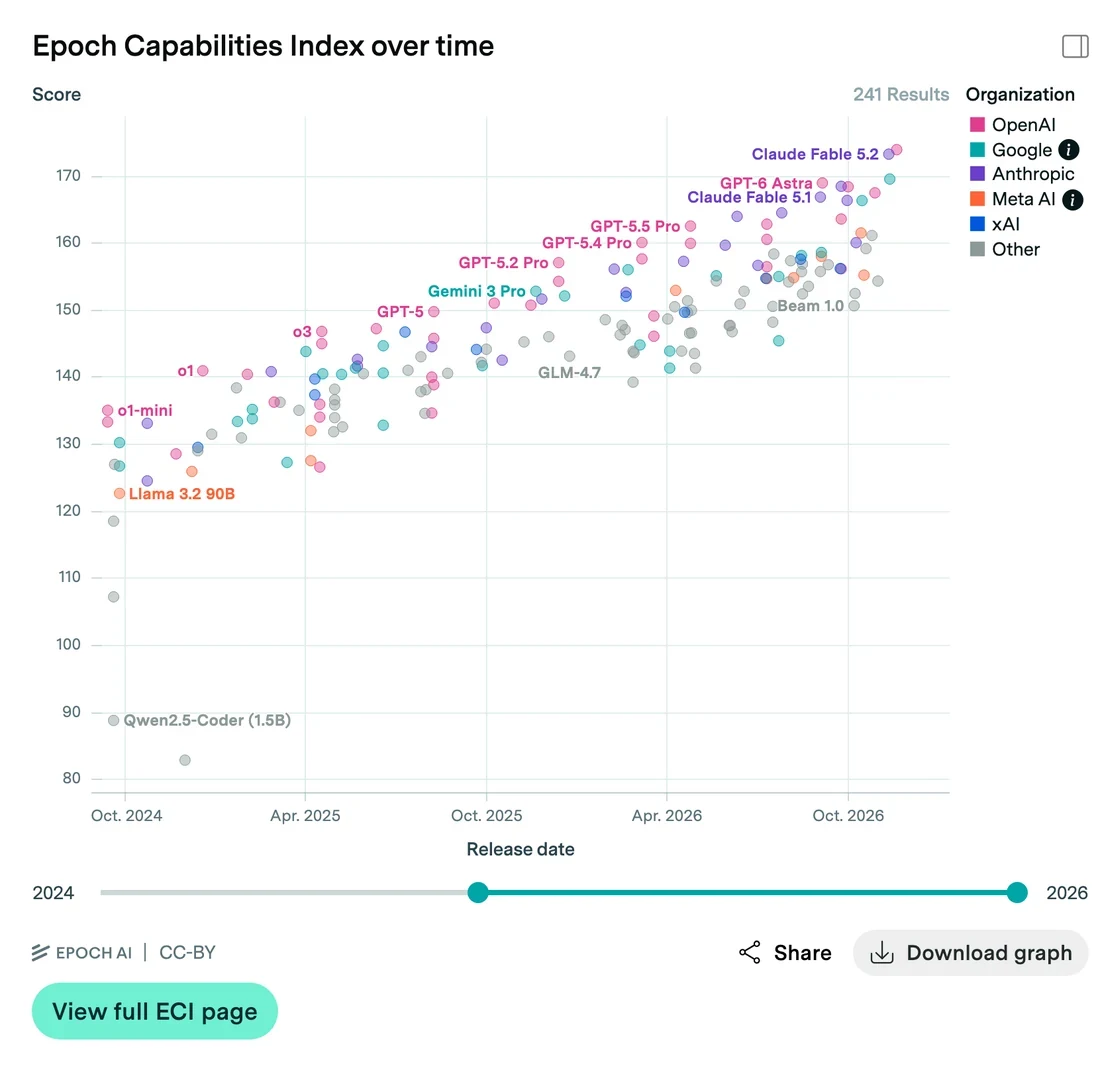 Epoch Capabilities Index over time
Score
241 Results
Organization
OpenAI
Google i
Anthropic
Meta AI i
xAI
Other
170
160
150
140
130
120
110
100
90
80
Claude Fable 5.2
GPT-6 Astra
Claude Fable 5.1
GPT-5.5 Pro
GPT-5.4 Pro
GPT-5.2 Pro
Gemini 3 Pro
GPT-5
Beam 1.0
o3
o1
GLM-4.7
o1-mini
Llama 3.2 90B
Qwen2.5-Coder (1.5B)
Oct. 2024
Apr. 2025
Oct. 2025
Apr. 2026
Oct. 2026
Release date
2024
2026
EPOCH AI | CC-BY
Share
Download graph
View full ECI page